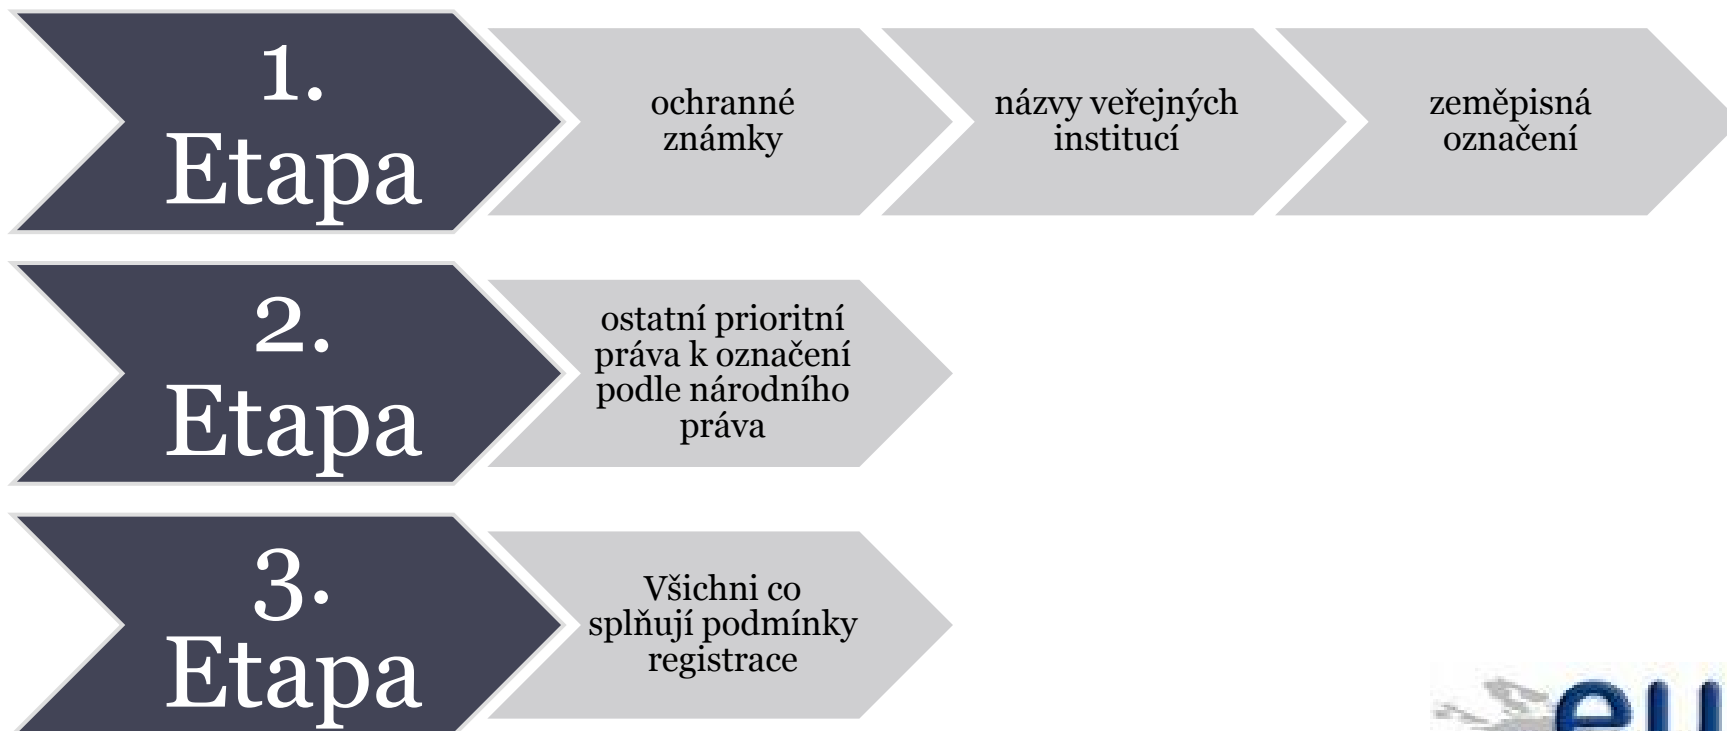 1.
Etapa
ochranné
známky
názvy veřejných
institucí
zeměpisná
označení
2.
Etapa
ostatní prioritní
práva k označení
podle národního
práva
3.
Etapa
Všichni co
splňují podmínky
registrace
eu